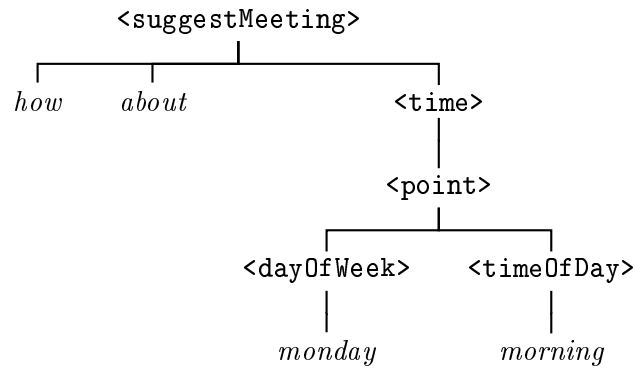 <suggestMeeting>
how about <time>
<point>
<dayOfWeek> <timeOfDay>
monday morning